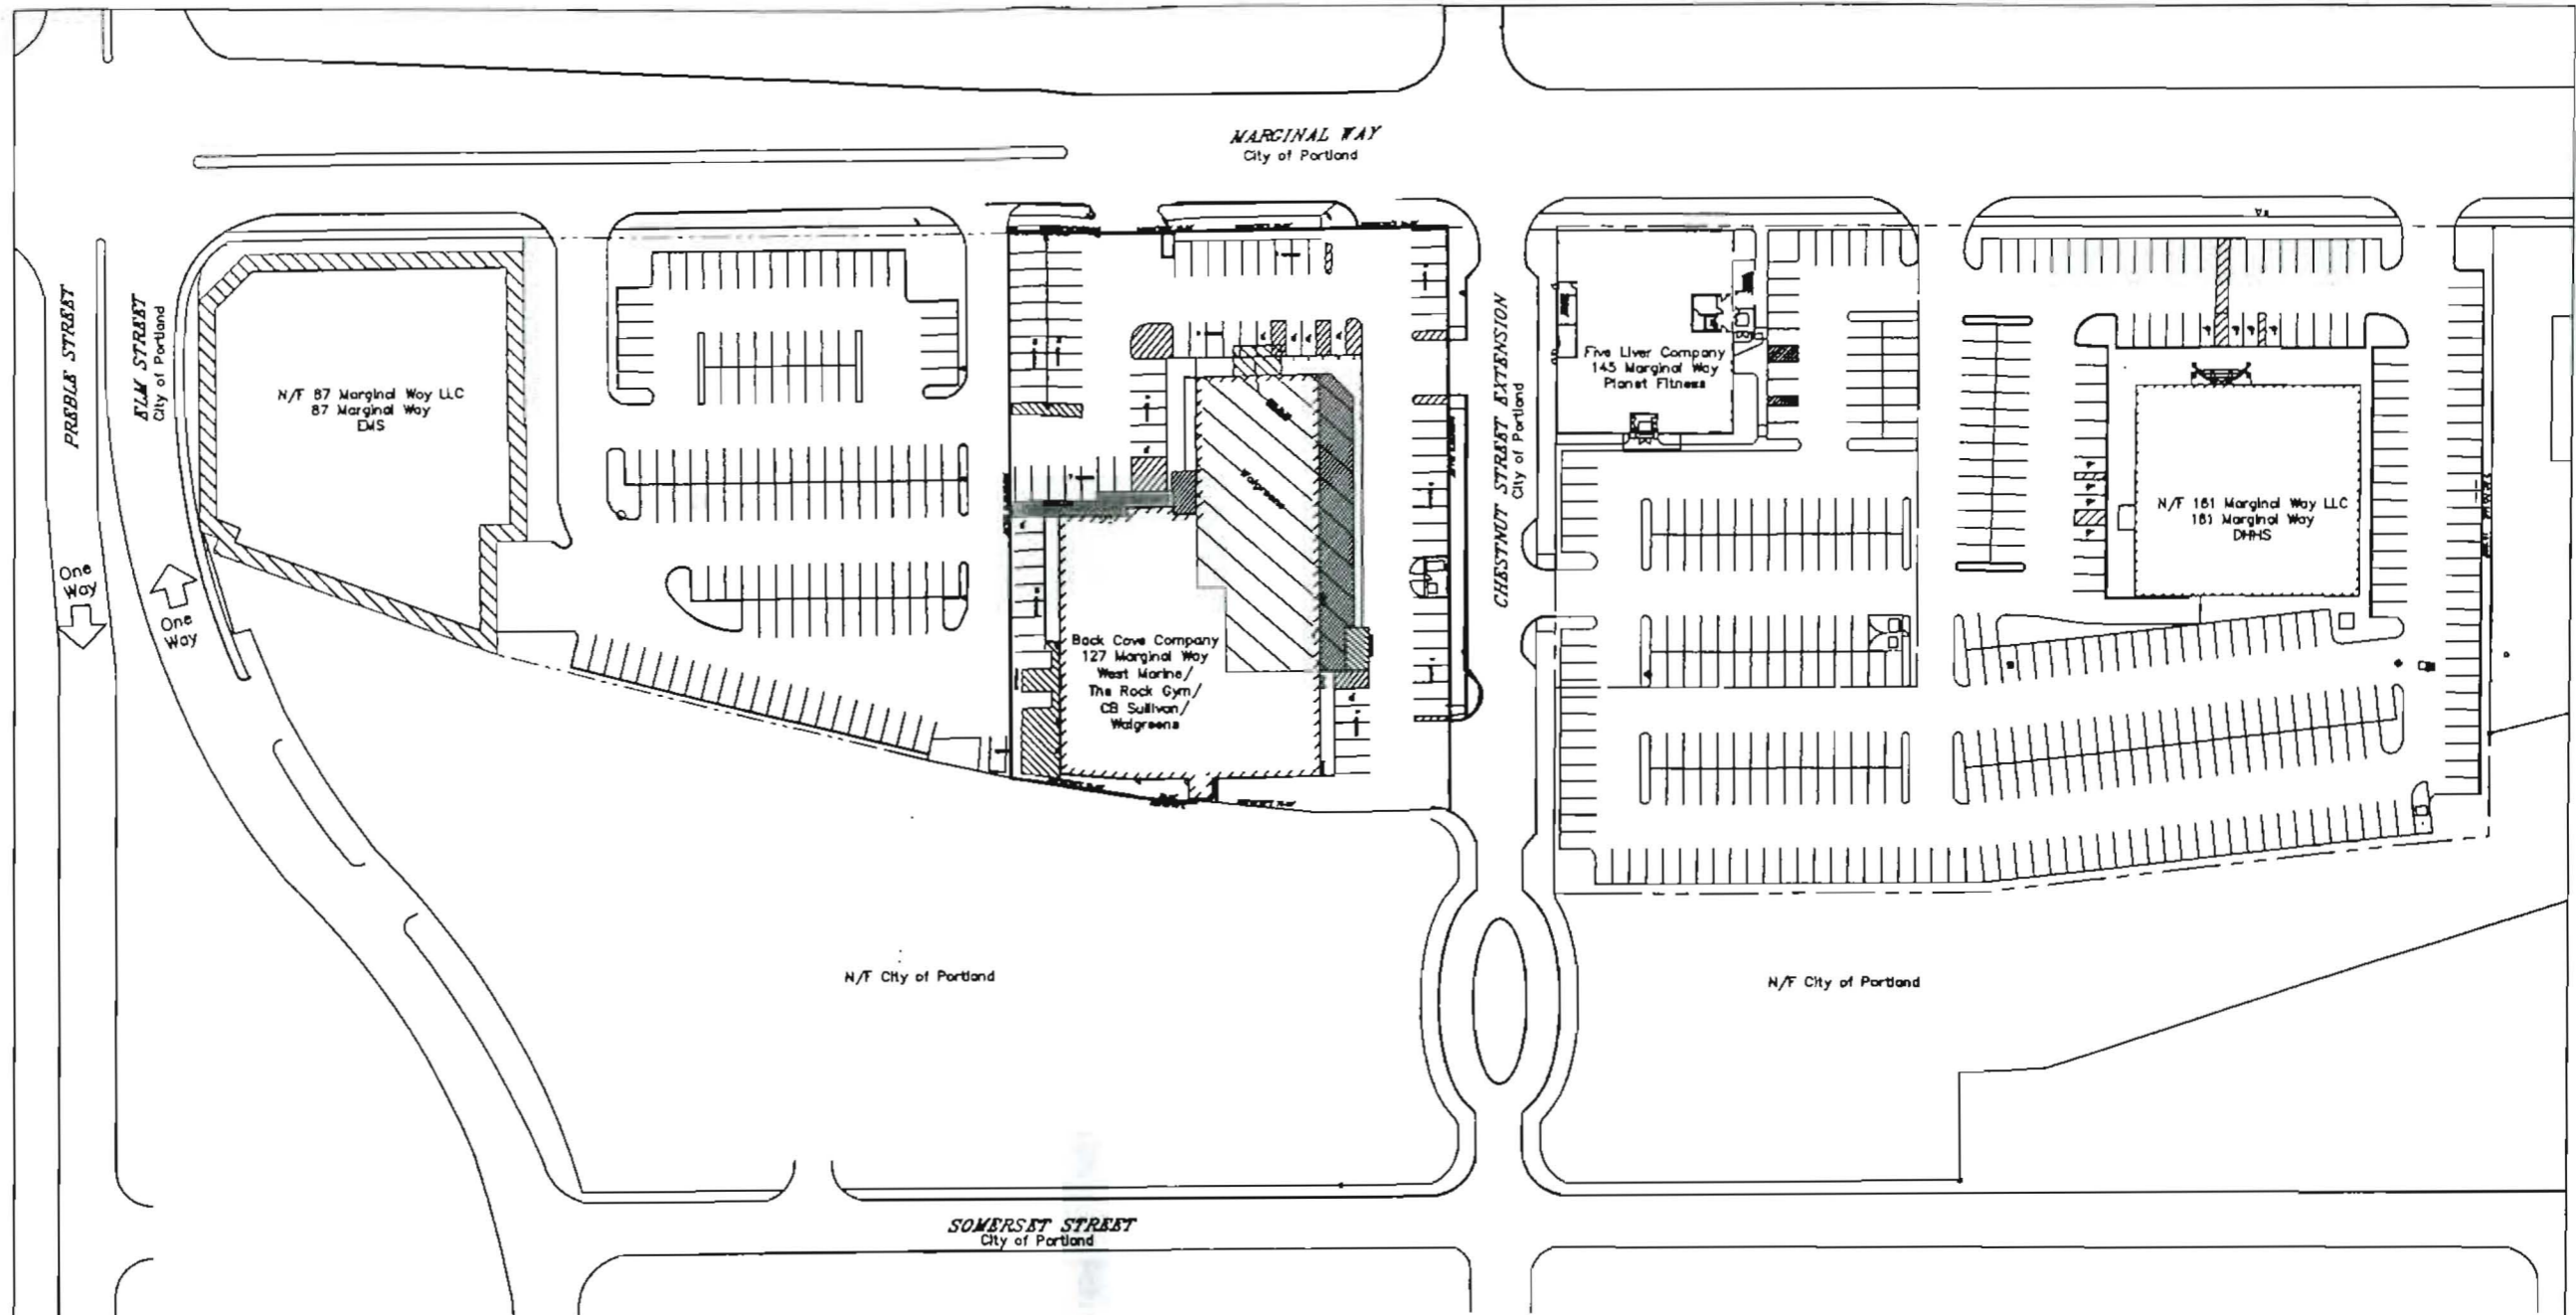 MARGINAL WAY
City of Portland
PREBLE STREET
ELM STREET
City of Portland
N/F 87 Marginal Way LLC
87 Marginal Way
EMS
CHESTNUT STREET EXTENSION
City of Portland
Five Liver Company
145 Marginal Way
Planet Fitness
Walgreens
N/F 161 Marginal Way LLC
161 Marginal Way
DHHS
One
Way
One
Way
Back Cove Company
127 Marginal Way
West Marine/
The Rock Gym/
CB Sullivan/
Walgreens
N/F City of Portland
N/F City of Portland
SOMERSET STREET
City of Portland